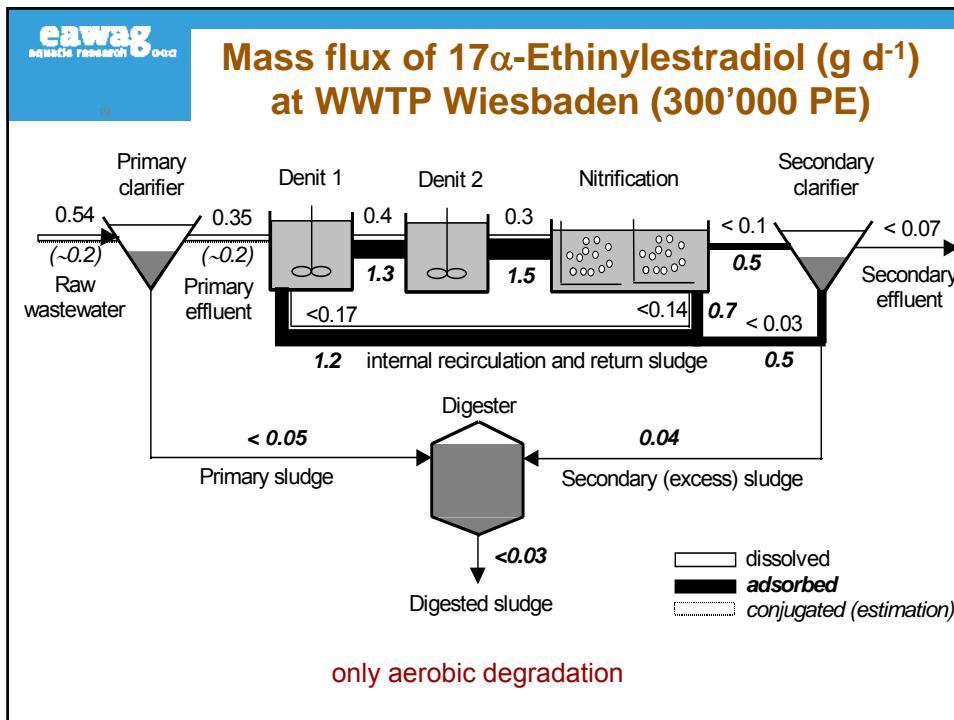 eawag
aquatic research
Mass flux of 17α-Ethinylestradiol (g d-1)
at WWTP Wiesbaden (300'000 PE)
Primary
clarifier
Denit 1
Denit 2
Nitrification
Secondary
clarifier
0.54
0.35
0.4
0.3
< 0.1
< 0.07
(~0.2)
(~0.2)
1.3
1.5
0.5
Raw
wastewater
Primary
effluent
Secondary
effluent
<0.17
<0.14
0.7
< 0.03
1.2
internal recirculation and return sludge
0.5
Digester
< 0.05
0.04
Primary sludge
Secondary (excess) sludge
<0.03
Digested sludge
dissolved
adsorbed
conjugated (estimation)
only aerobic degradation